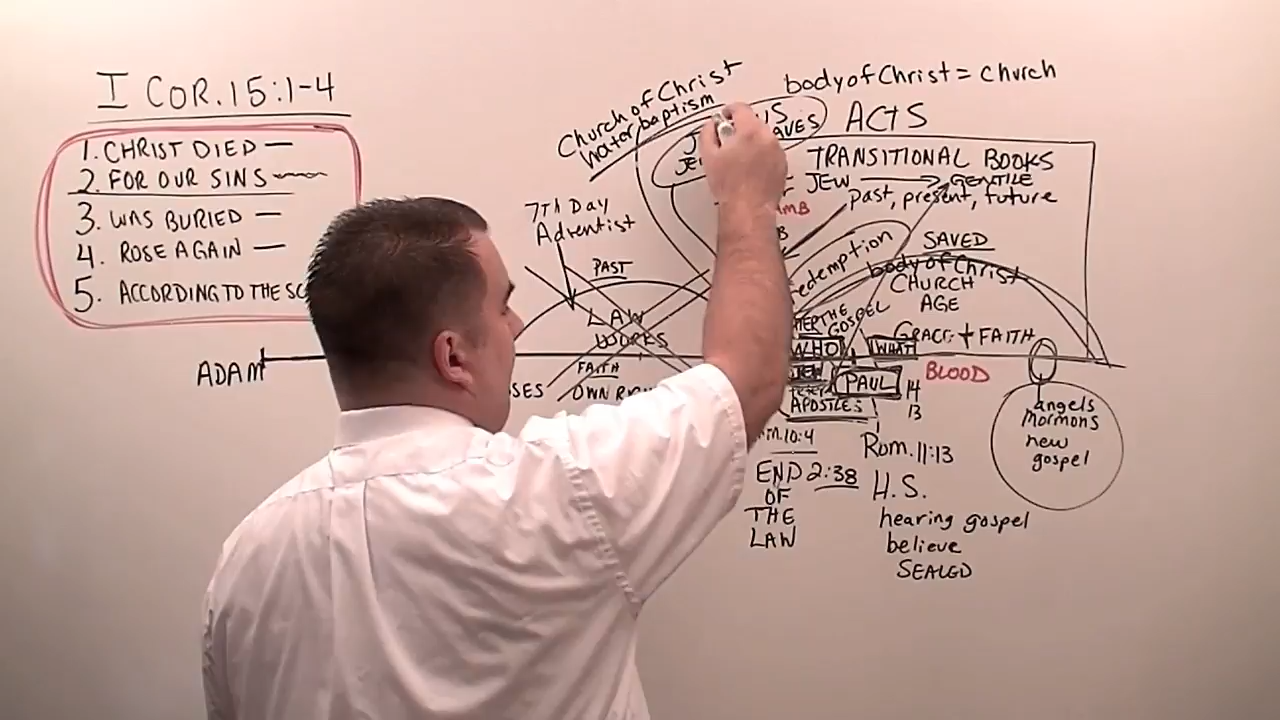 I COR. 15:1-4
1. CHRIST DIED —
2. FOR OUR SINS
3. WAS BURIED —
4. ROSE AGAIN —
5. ACCORDING TO THE
ADAM
Church of Christ
water baptism
body of Christ = church
ACTS
TRANSITIONAL BOOKS
JEW → GENTILE
past, present, future
7TH Day
Adventist
PAST
LAW
WORKS
FAITH
OWN
redemption
SAVED
body of Christ
CHURCH
AGE
THE
GOSPEL
GRACE + FAITH
WHO
WHAT
JEW
PAUL
BLOOD
APOSTLES
14
13
10:4
Rom. 11:13
END 2:38
OF
THE
LAW
H.S.
hearing gospel
believe
SEALED
angels
Mormons
new
gospel